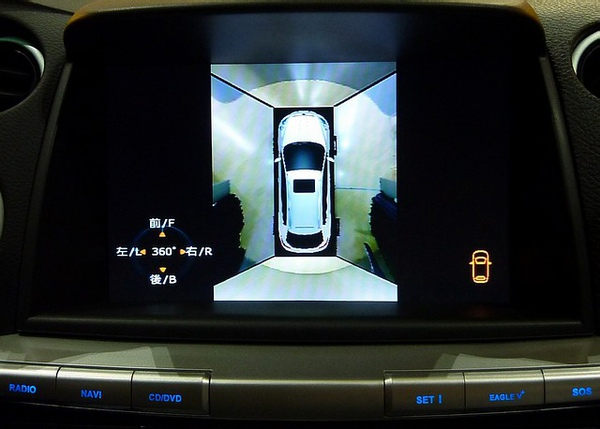 前/F
左/L 360° 右/R
後/B
RADIO NAVI CD/DVD SET EAGLE V+ SOS